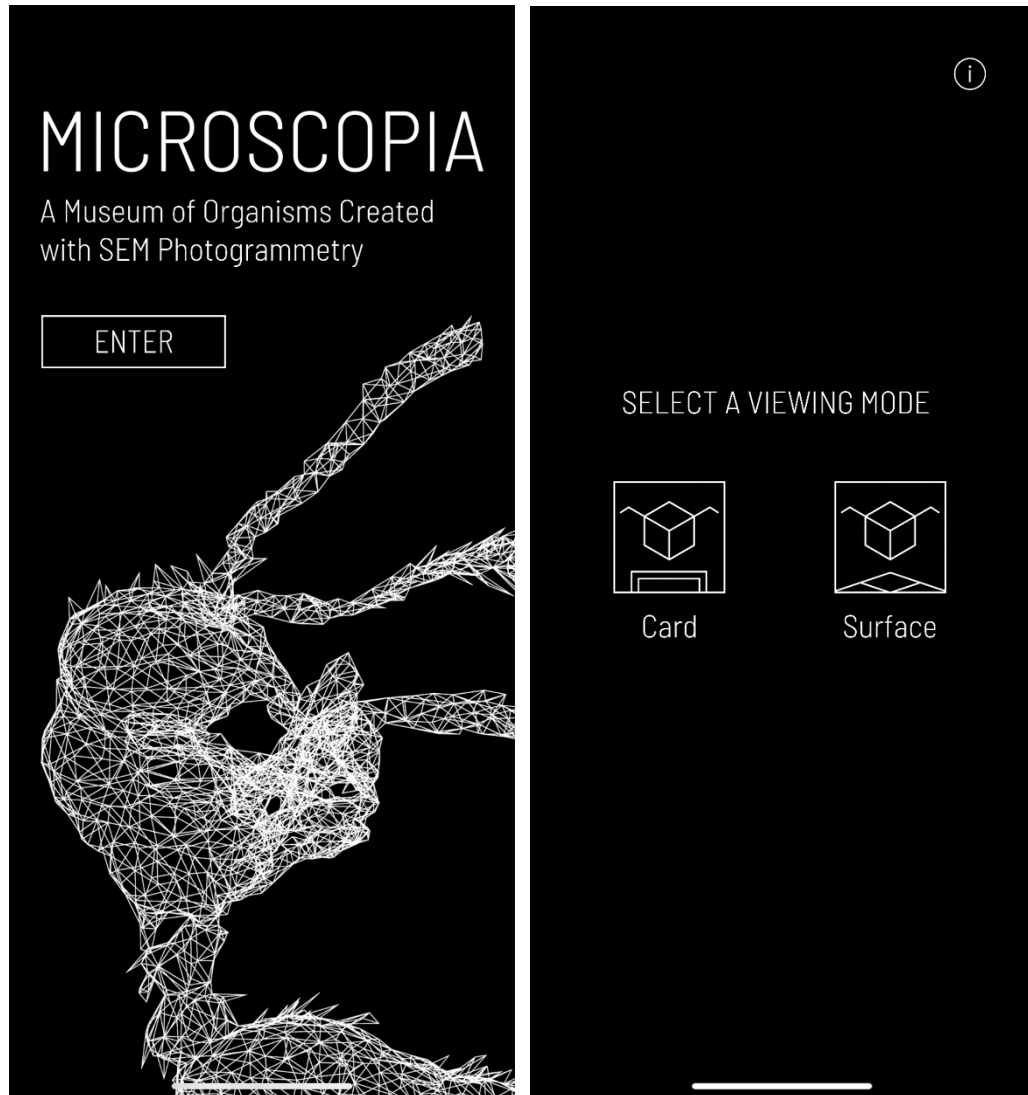 MICROSCOPIA
A Museum of Organisms Created
with SEM Photogrammetry
ENTER
i
SELECT A VIEWING MODE
Card
Surface